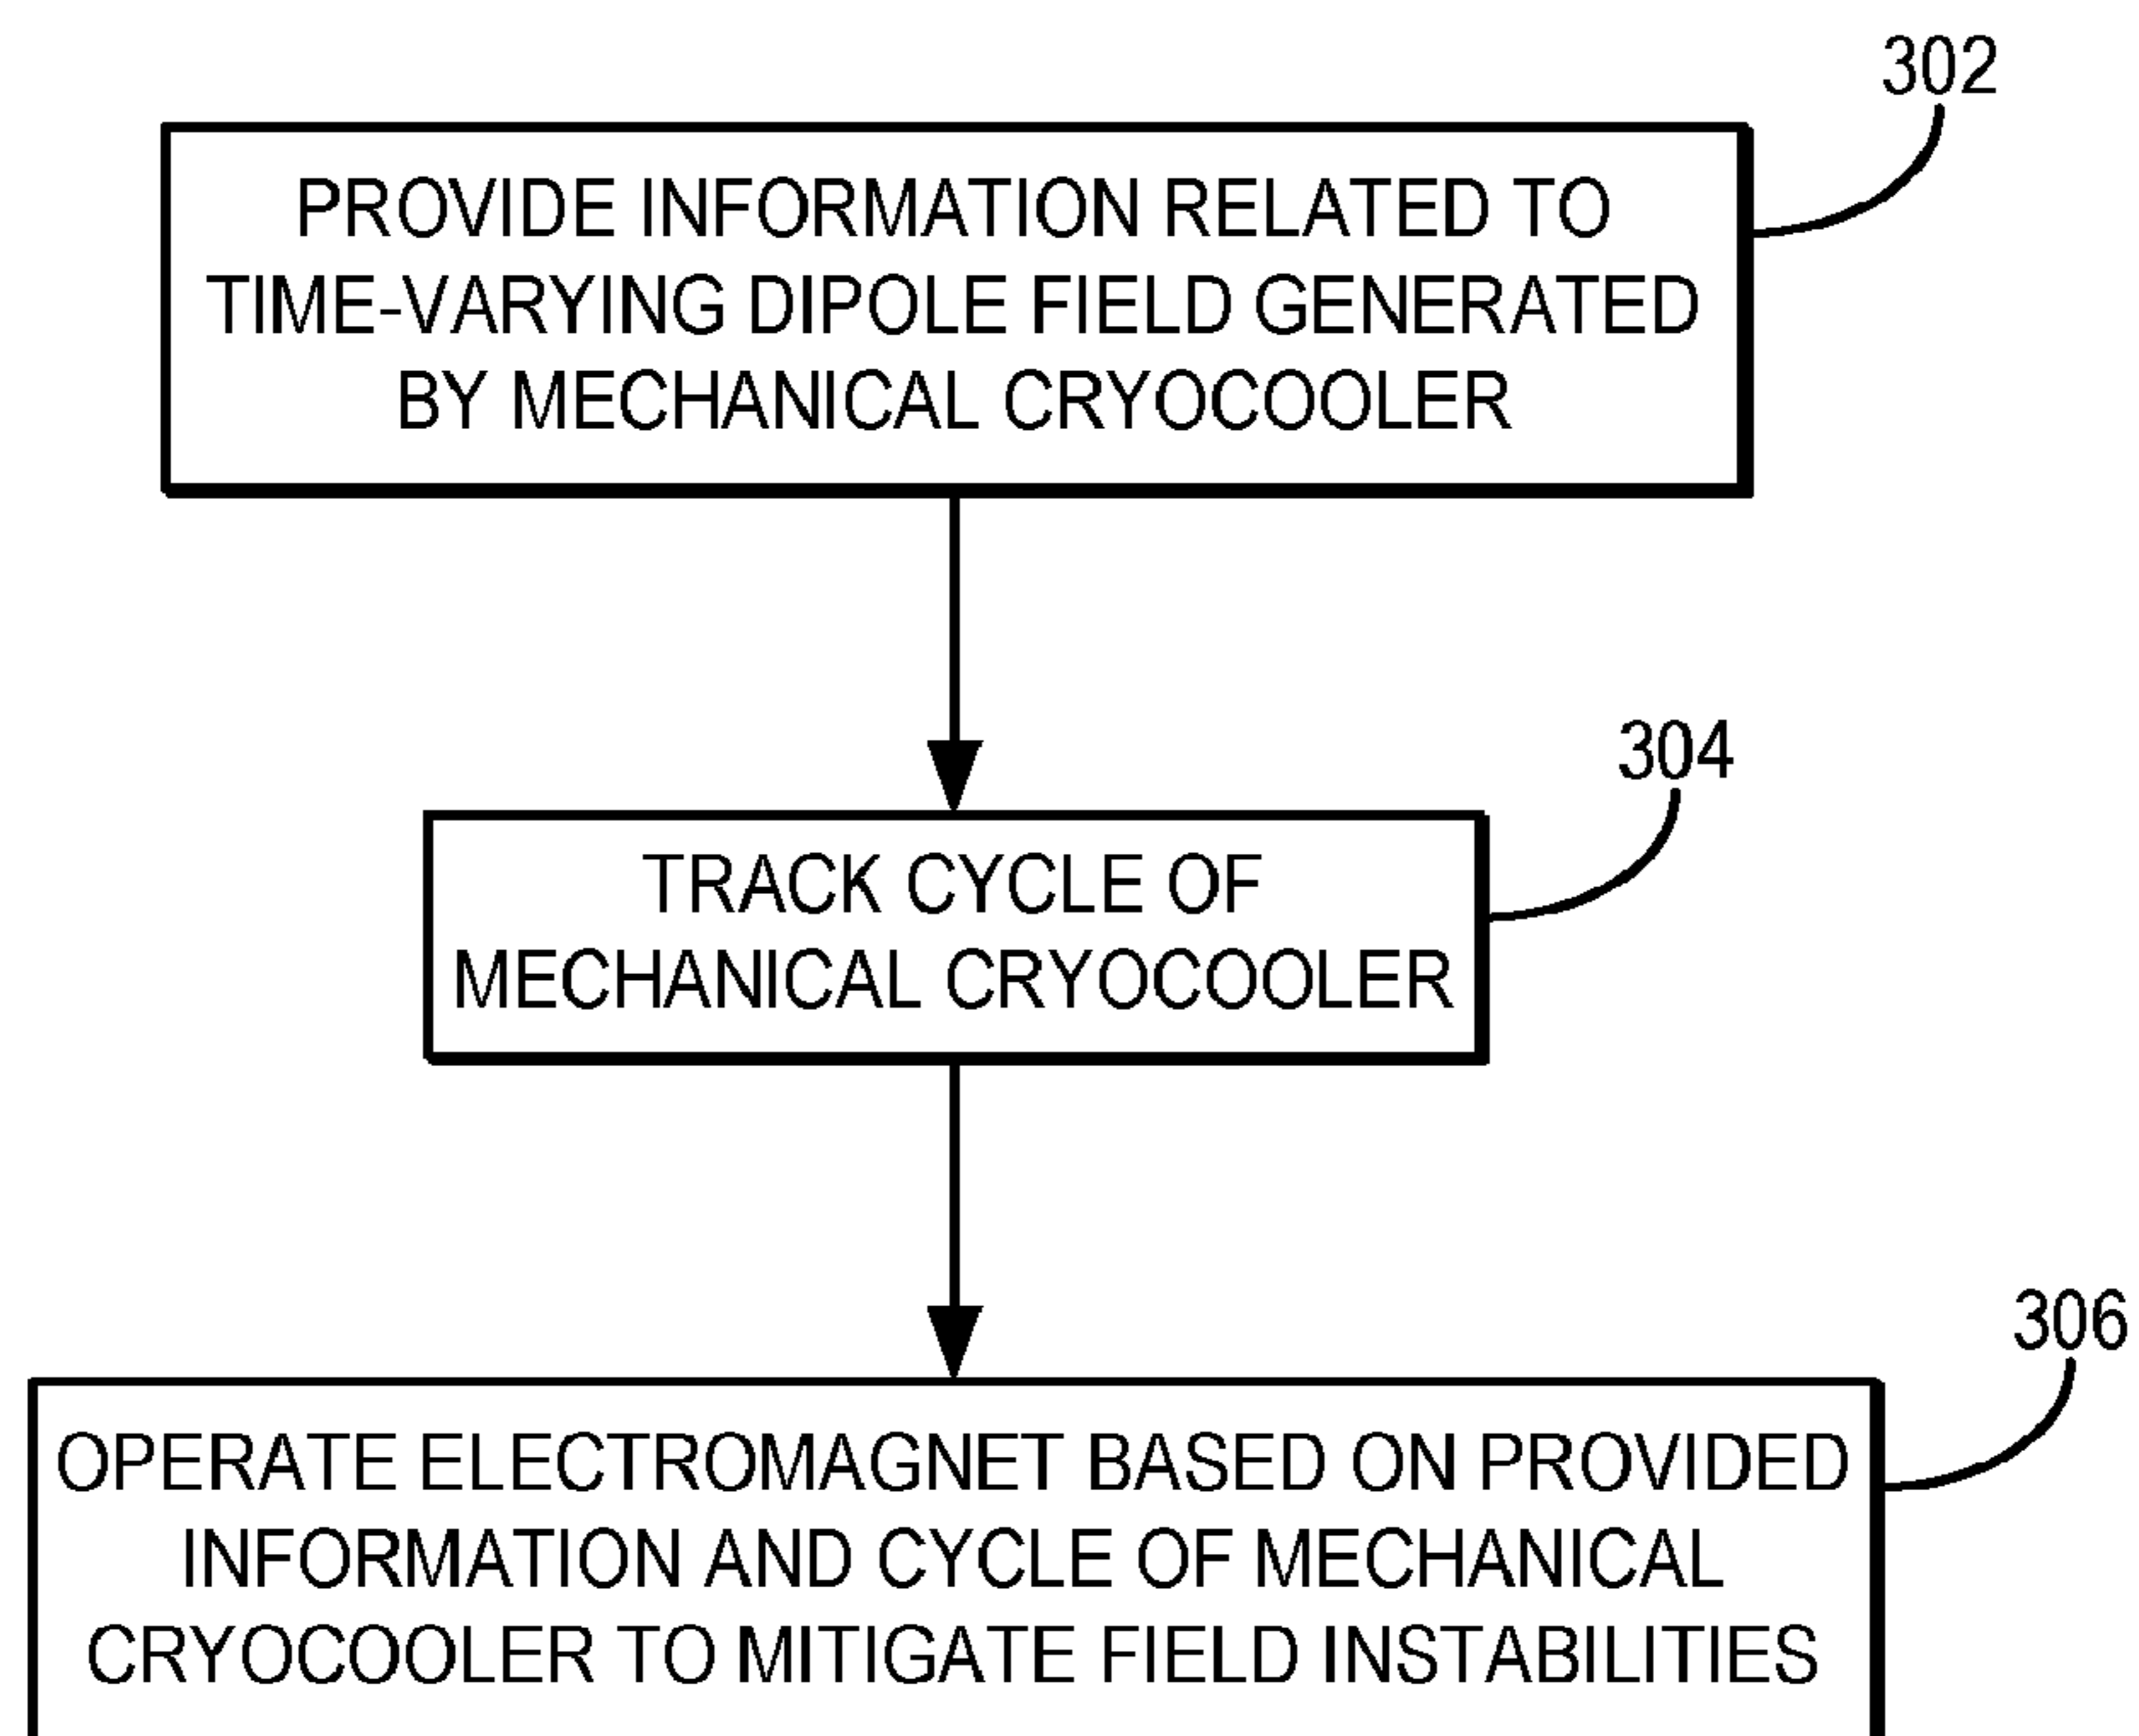 302
PROVIDE INFORMATION RELATED TO
TIME-VARYING DIPOLE FIELD GENERATED
BY MECHANICAL CRYOCOOLER
304
TRACK CYCLE OF
MECHANICAL CRYOCOOLER
306
OPERATE ELECTROMAGNET BASED ON PROVIDED
INFORMATION AND CYCLE OF MECHANICAL
CRYOCOOLER TO MITIGATE FIELD INSTABILITIES